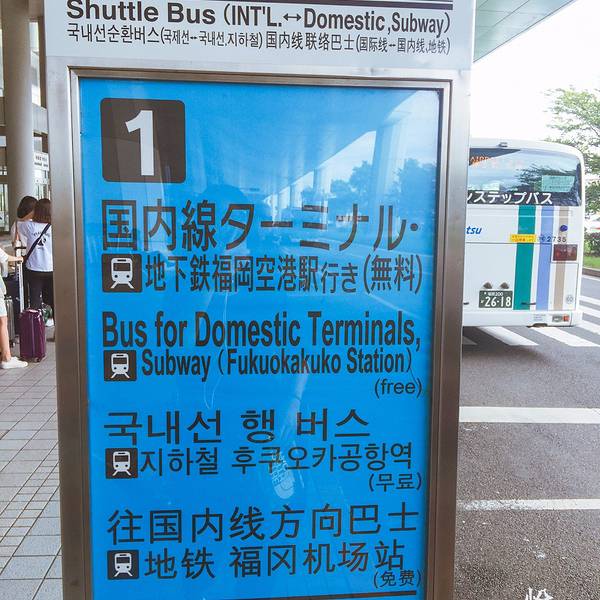 Shuttle Bus (INT'L.↔Domestic,Subway)
국내선순환버스(국제선↔국내선,지하철) 国内线联络巴士(国际线↔国内线、地铁)
1
国内線ターミナル・
地下鉄福岡空港駅行き(無料)
Bus for Domestic Terminals,
Subway (Fukuokakuko Station)
(free)
국내선 행 버스
지하철 후쿠오카공항역
(무료)
往国内线方向巴士
地铁 福冈机场站
(免费)
ンステップバス
tsu
2735
26-18